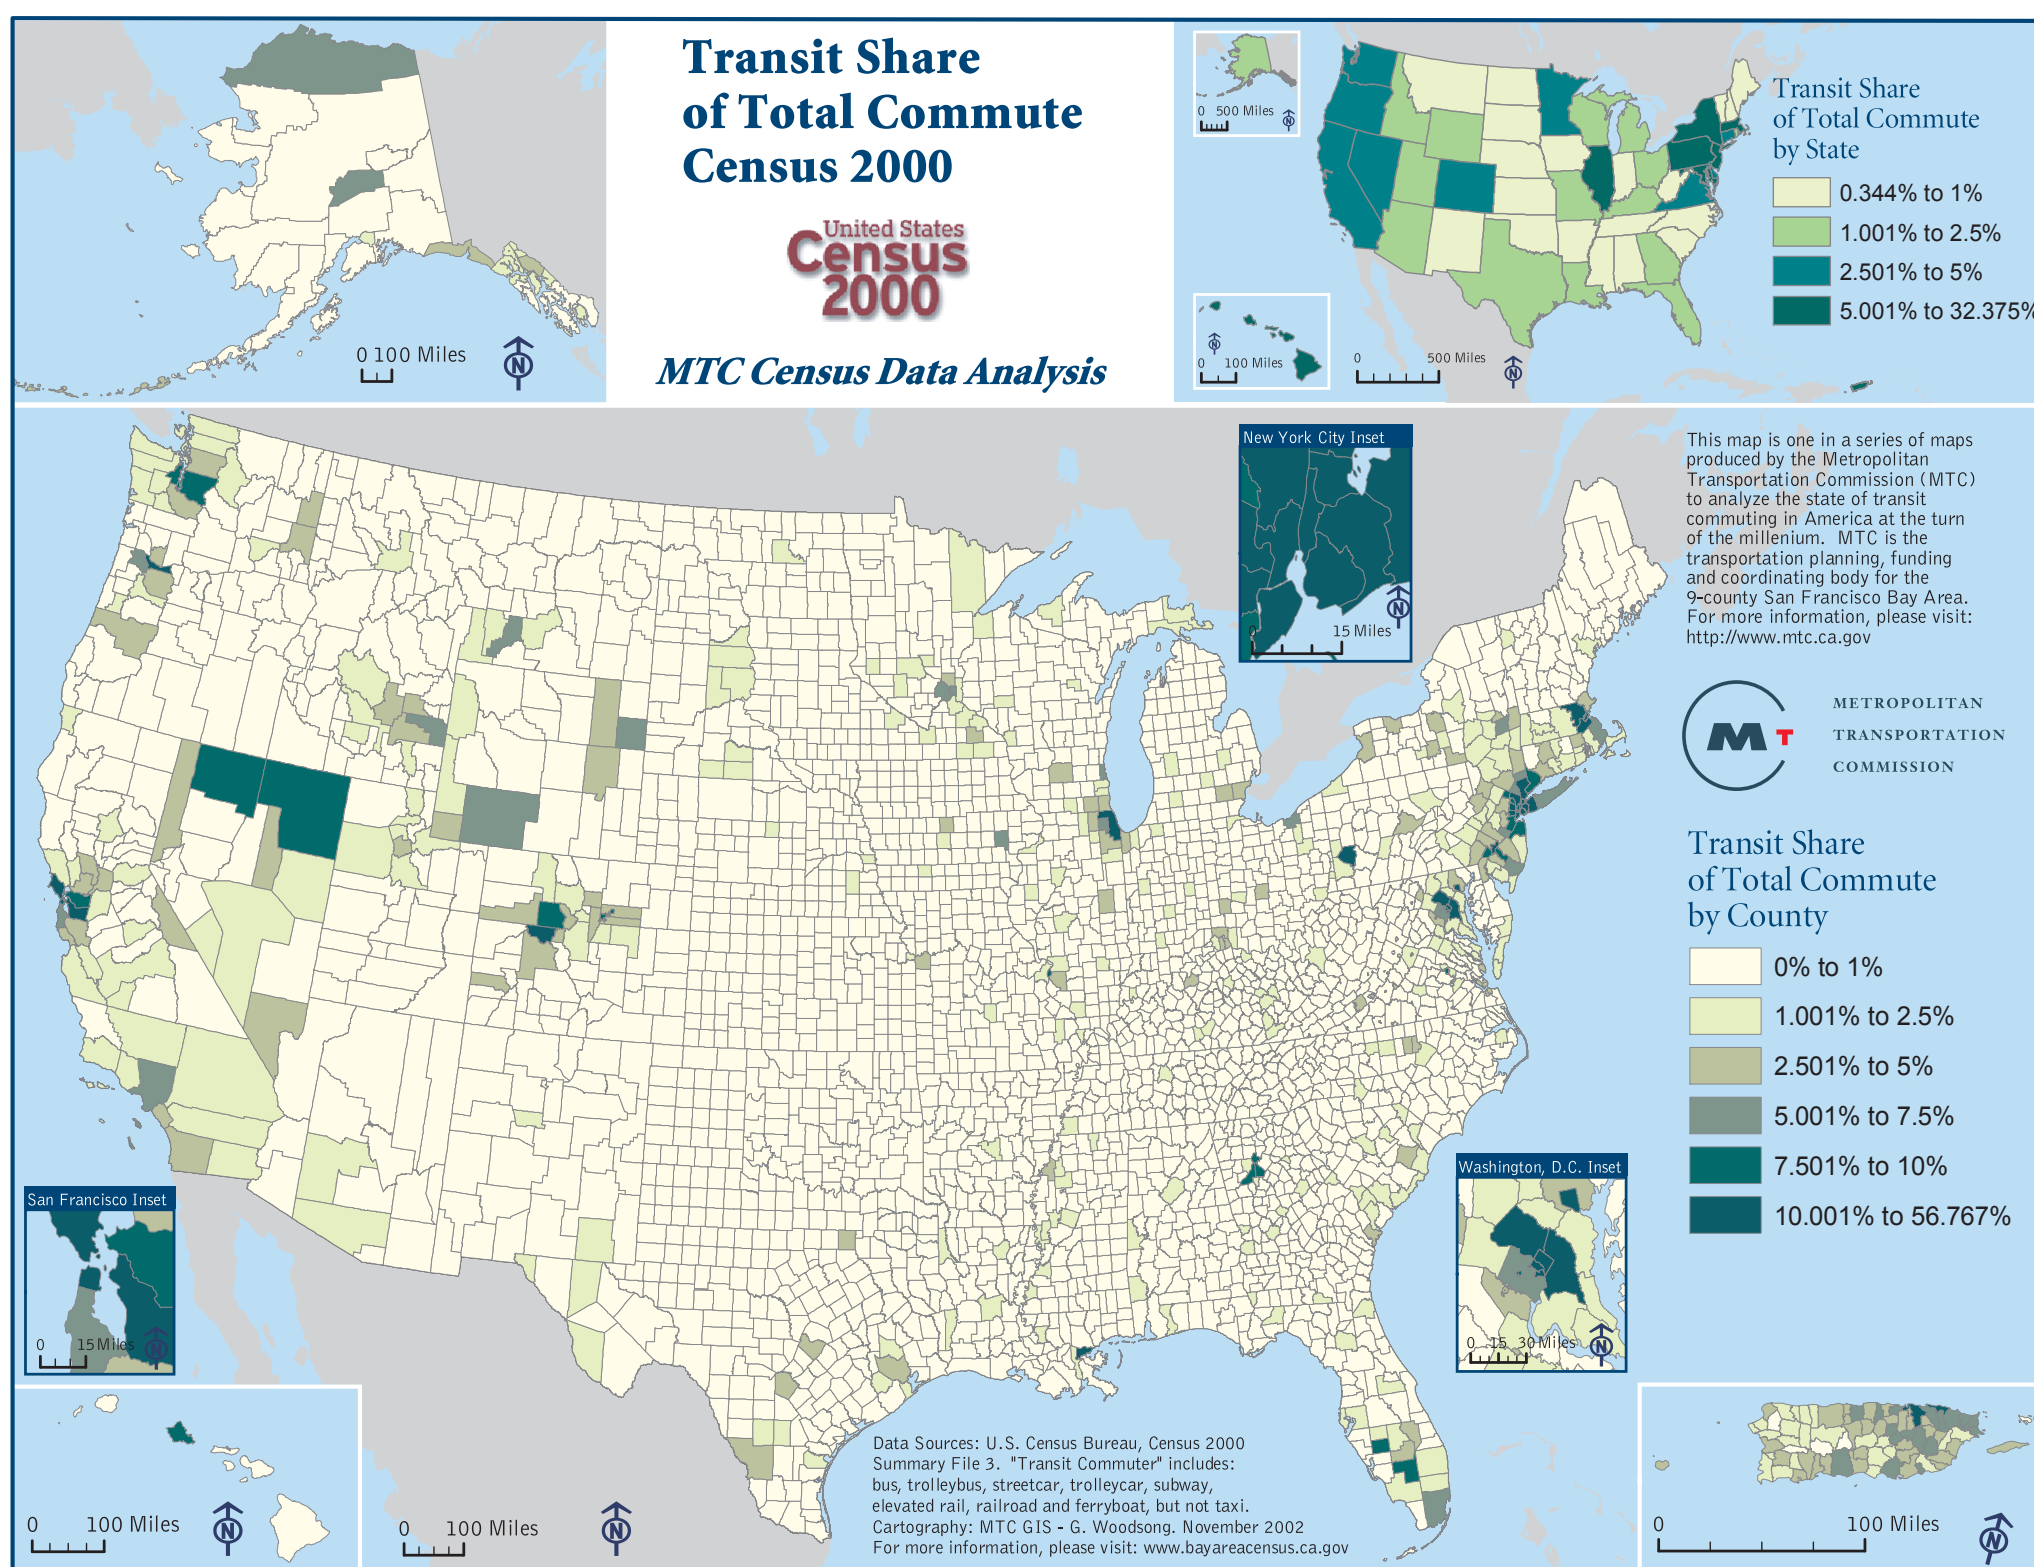 Transit Share
of Total Commute
Census 2000
United States
Census
2000
MTC Census Data Analysis
0 100 Miles
N
0 500 Miles
N
N
0 100 Miles
0 500 Miles
N
Transit Share
of Total Commute
by State
0.344% to 1%
1.001% to 2.5%
2.501% to 5%
5.001% to 32.375%
New York City Inset
N
0 15 Miles
This map is one in a series of maps
produced by the Metropolitan
Transportation Commission (MTC)
to analyze the state of transit
commuting in America at the turn
of the millenium. MTC is the
transportation planning, funding
and coordinating body for the
9-county San Francisco Bay Area.
For more information, please visit:
http://www.mtc.ca.gov
MT
METROPOLITAN
TRANSPORTATION
COMMISSION
Transit Share
of Total Commute
by County
0% to 1%
1.001% to 2.5%
2.501% to 5%
5.001% to 7.5%
7.501% to 10%
10.001% to 56.767%
San Francisco Inset
0 15 Miles
N
Washington, D.C. Inset
0 15 30 Miles
N
0 100 Miles
N
0 100 Miles
N
Data Sources: U.S. Census Bureau, Census 2000
Summary File 3. "Transit Commuter" includes:
bus, trolleybus, streetcar, trolleycar, subway,
elevated rail, railroad and ferryboat, but not taxi.
Cartography: MTC GIS - G. Woodsong. November 2002
For more information, please visit: www.bayareacensus.ca.gov
0 100 Miles
N